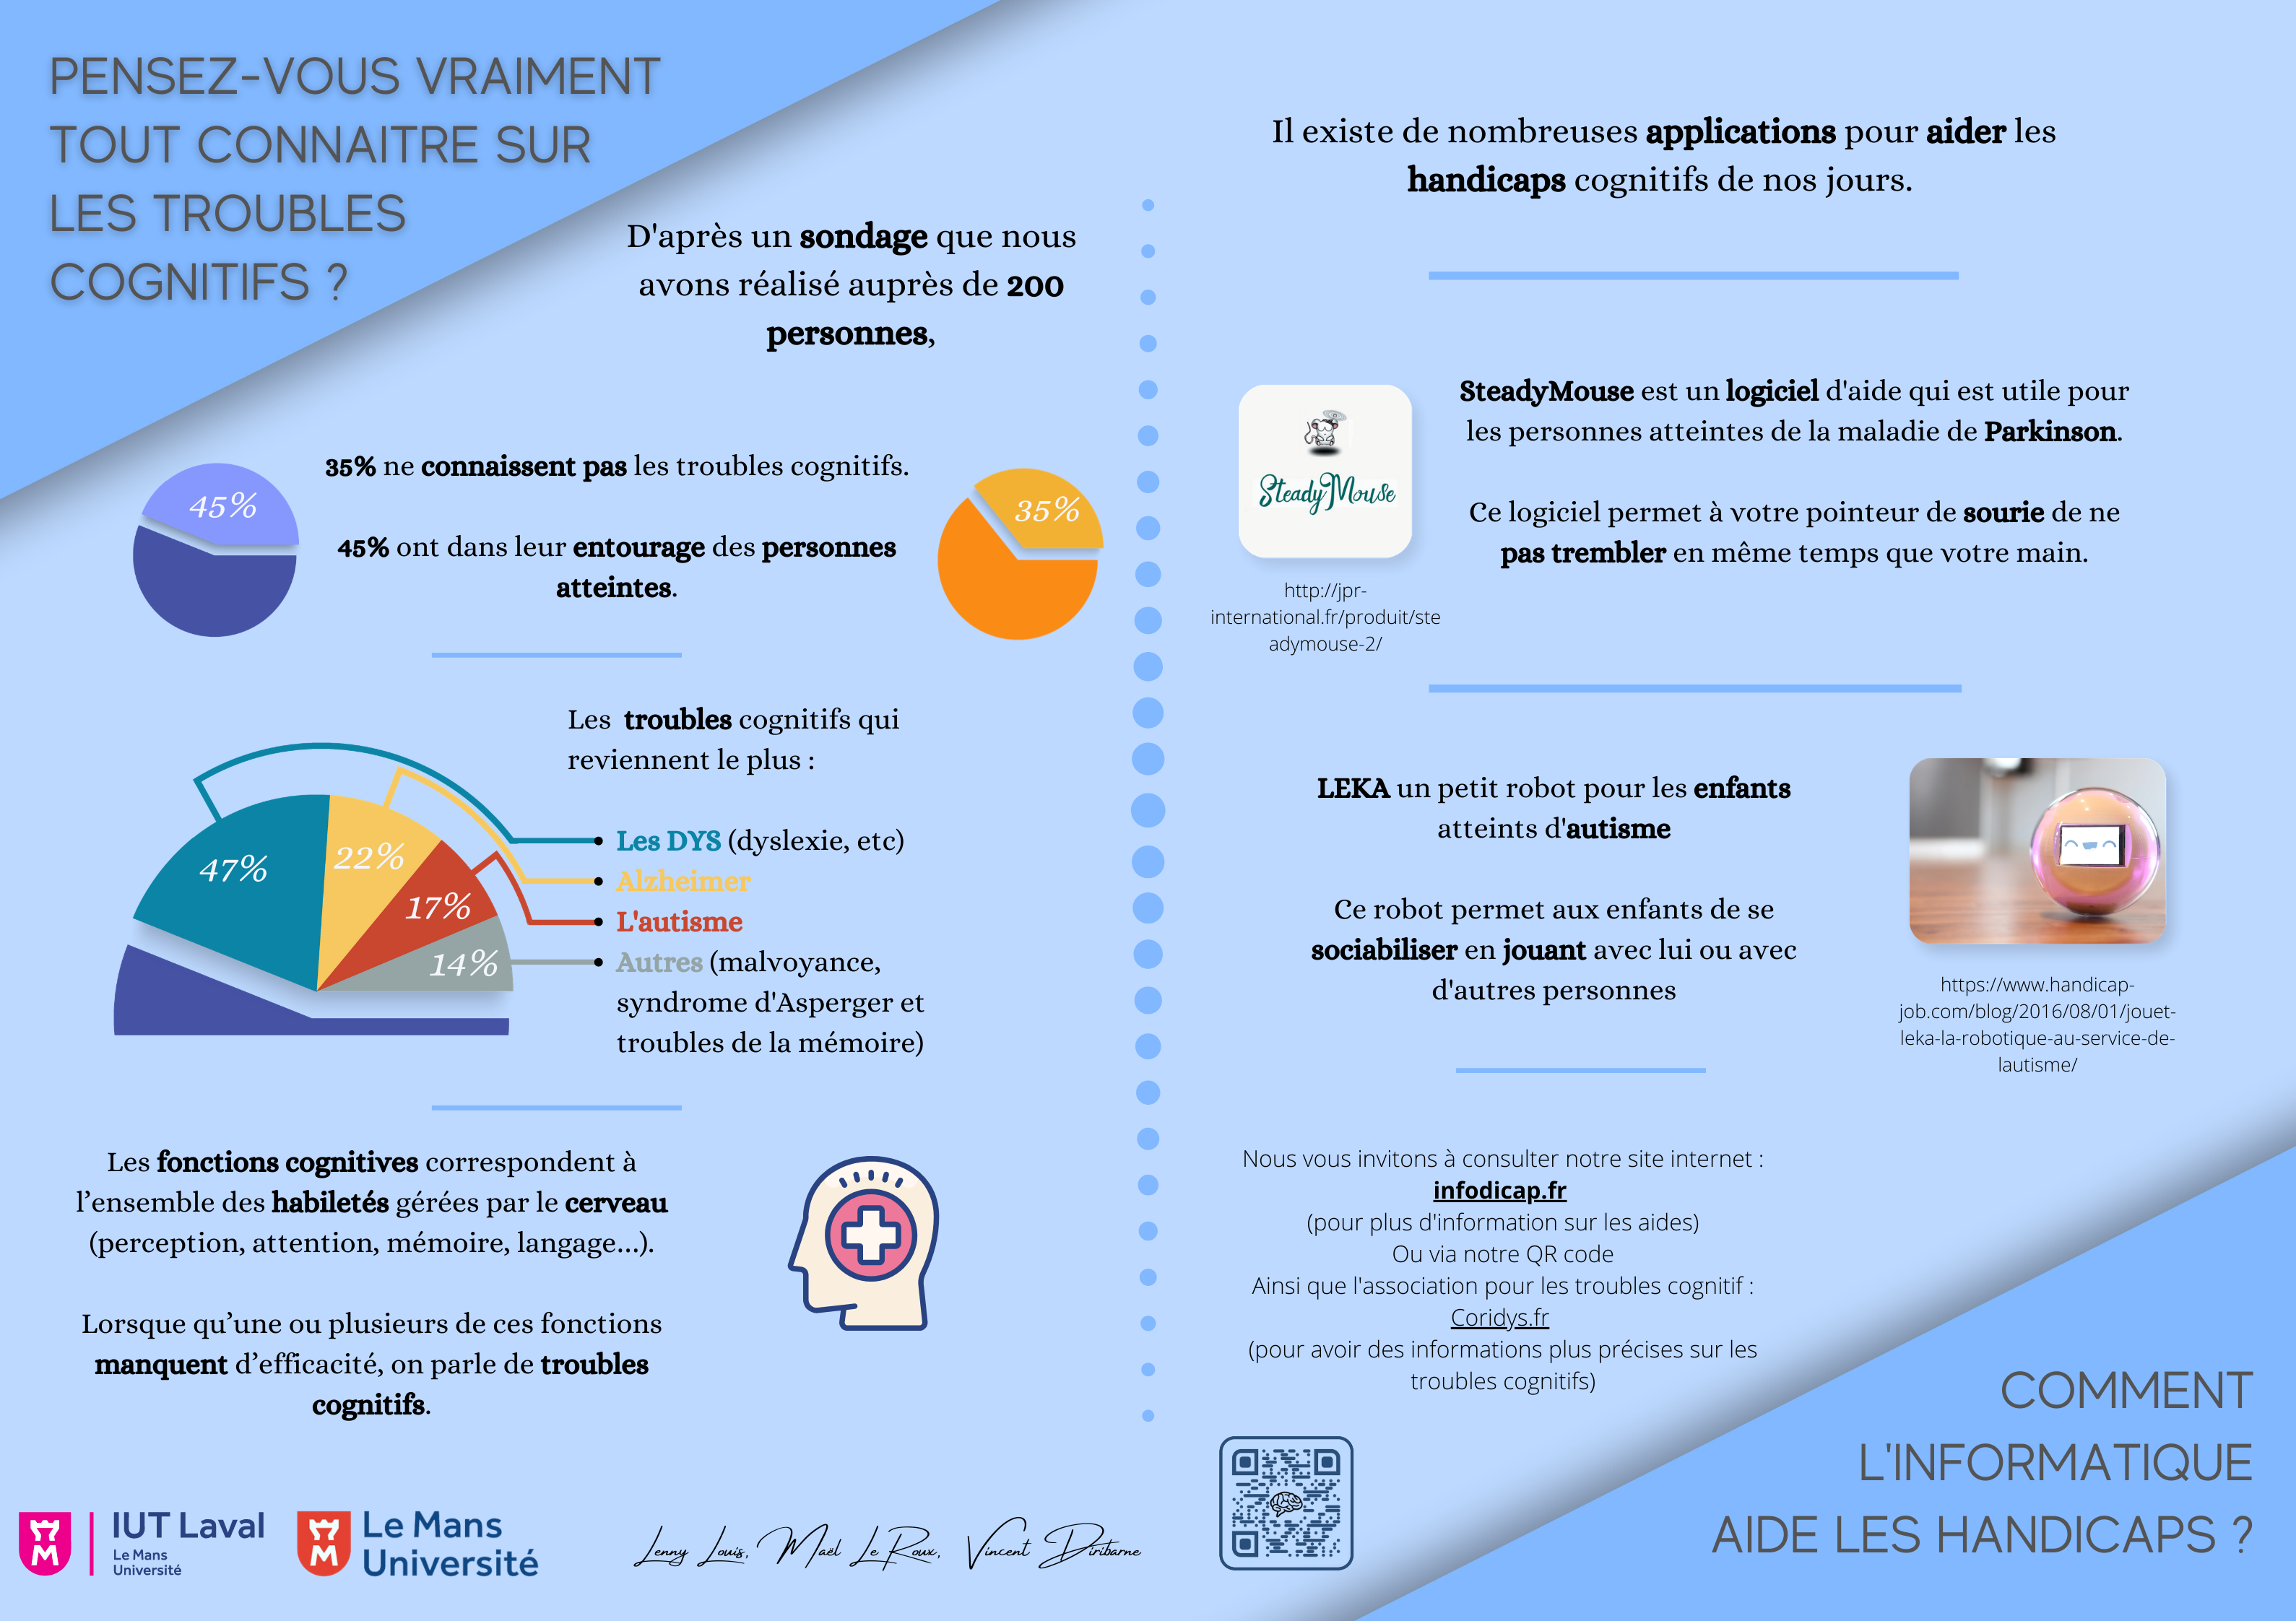 PENSEZ-VOUS VRAIMENT
TOUT CONNAITRE SUR
LES TROUBLES
COGNITIFS ?
D'après un sondage que nous
avons réalisé auprès de 200
personnes,
45%
35% ne connaissent pas les troubles cognitifs.
45% ont dans leur entourage des personnes
atteintes.
35%
Les troubles cognitifs qui
reviennent le plus :
47%
22%
17%
14%
Les DYS (dyslexie, etc)
Alzheimer
L'autisme
Autres (malvoyance,
syndrome d'Asperger et
troubles de la mémoire)
Les fonctions cognitives correspondent à
l’ensemble des habiletés gérées par le cerveau
(perception, attention, mémoire, langage…).
Lorsque qu’une ou plusieurs de ces fonctions
manquent d’efficacité, on parle de troubles
cognitifs.
IUT Laval
Le Mans
Université
Le Mans
Université
Lenny Louis, Maël Le Roux, Vincent Diribarne
Il existe de nombreuses applications pour aider les
handicaps cognitifs de nos jours.
SteadyMouse
http://jpr-
international.fr/produit/ste
adymouse-2/
SteadyMouse est un logiciel d'aide qui est utile pour
les personnes atteintes de la maladie de Parkinson.
Ce logiciel permet à votre pointeur de sourie de ne
pas trembler en même temps que votre main.
LEKA un petit robot pour les enfants
atteints d'autisme
Ce robot permet aux enfants de se
sociabiliser en jouant avec lui ou avec
d'autres personnes
https://www.handicap-
job.com/blog/2016/08/01/jouet-
leka-la-robotique-au-service-de-
lautisme/
Nous vous invitons à consulter notre site internet :
infodicap.fr
(pour plus d'information sur les aides)
Ou via notre QR code
Ainsi que l'association pour les troubles cognitif :
Coridys.fr
(pour avoir des informations plus précises sur les
troubles cognitifs)
COMMENT
L'INFORMATIQUE
AIDE LES HANDICAPS ?